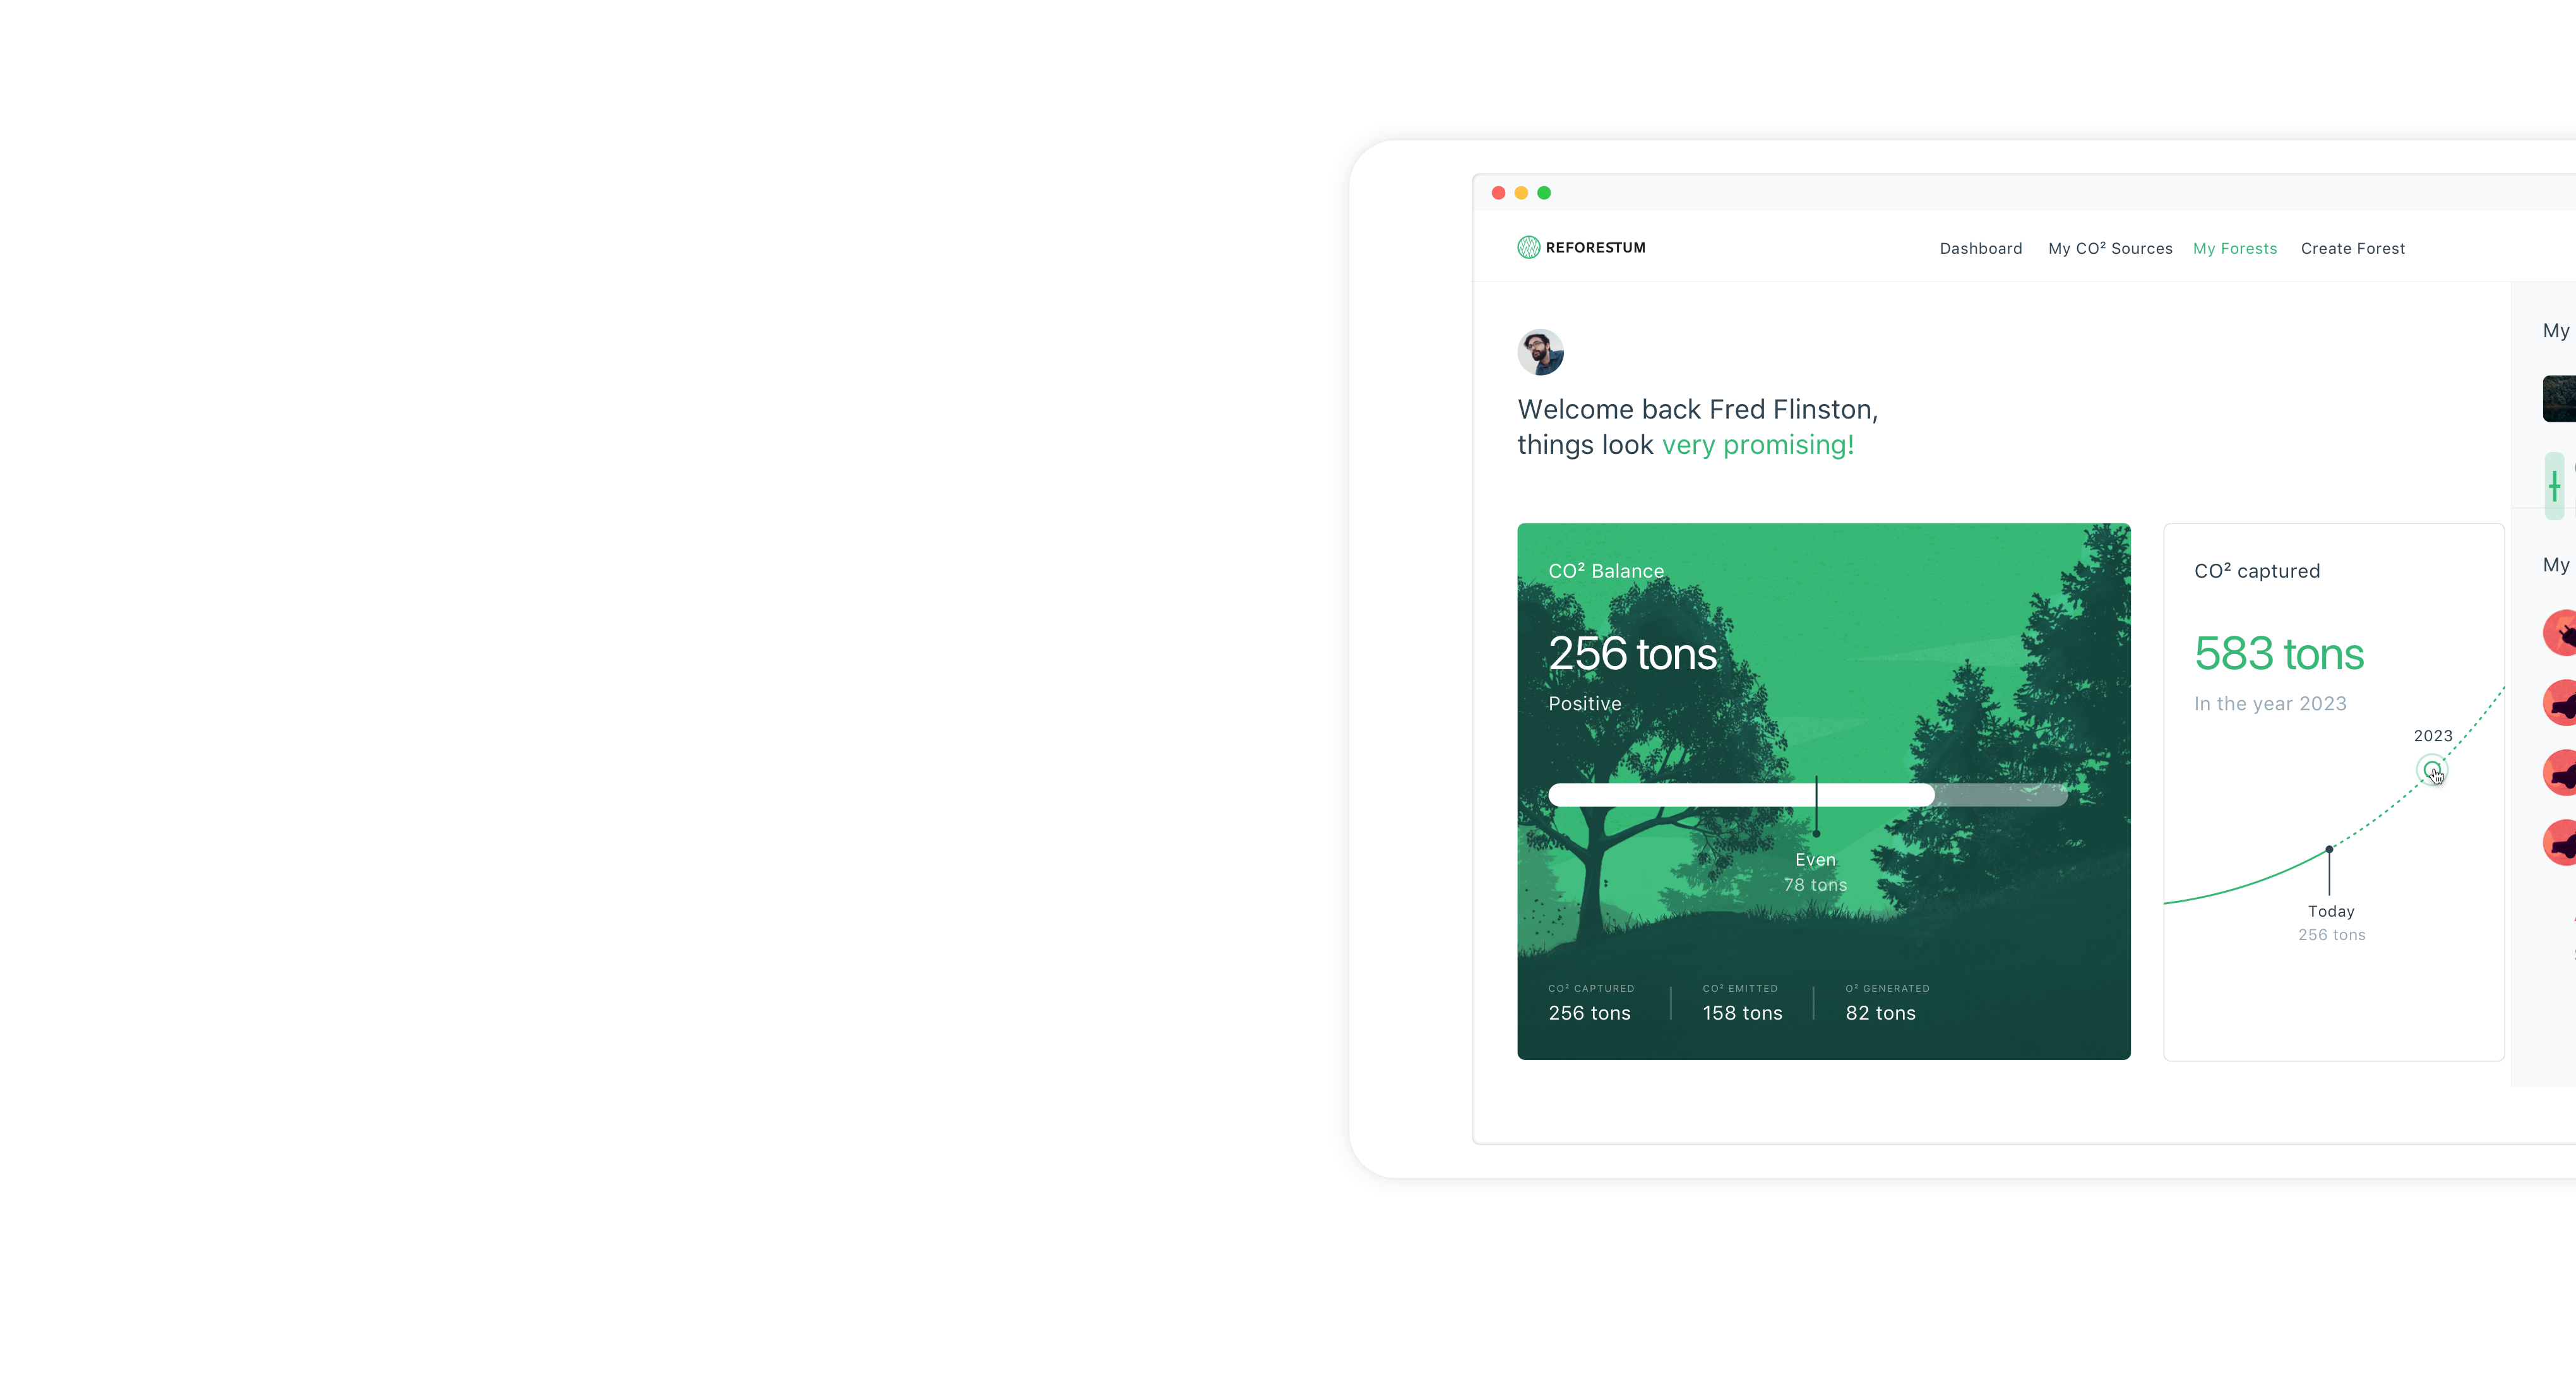 REFORESTUM
Dashboard My CO² Sources My Forests Create Forest
Welcome back Fred Flinston,
things look very promising!
CO² Balance
256 tons
Positive
Even
78 tons
CO² CAPTURED
256 tons
CO² EMITTED
158 tons
O² GENERATED
82 tons
CO² captured
583 tons
In the year 2023
2023
Today
256 tons
My
My